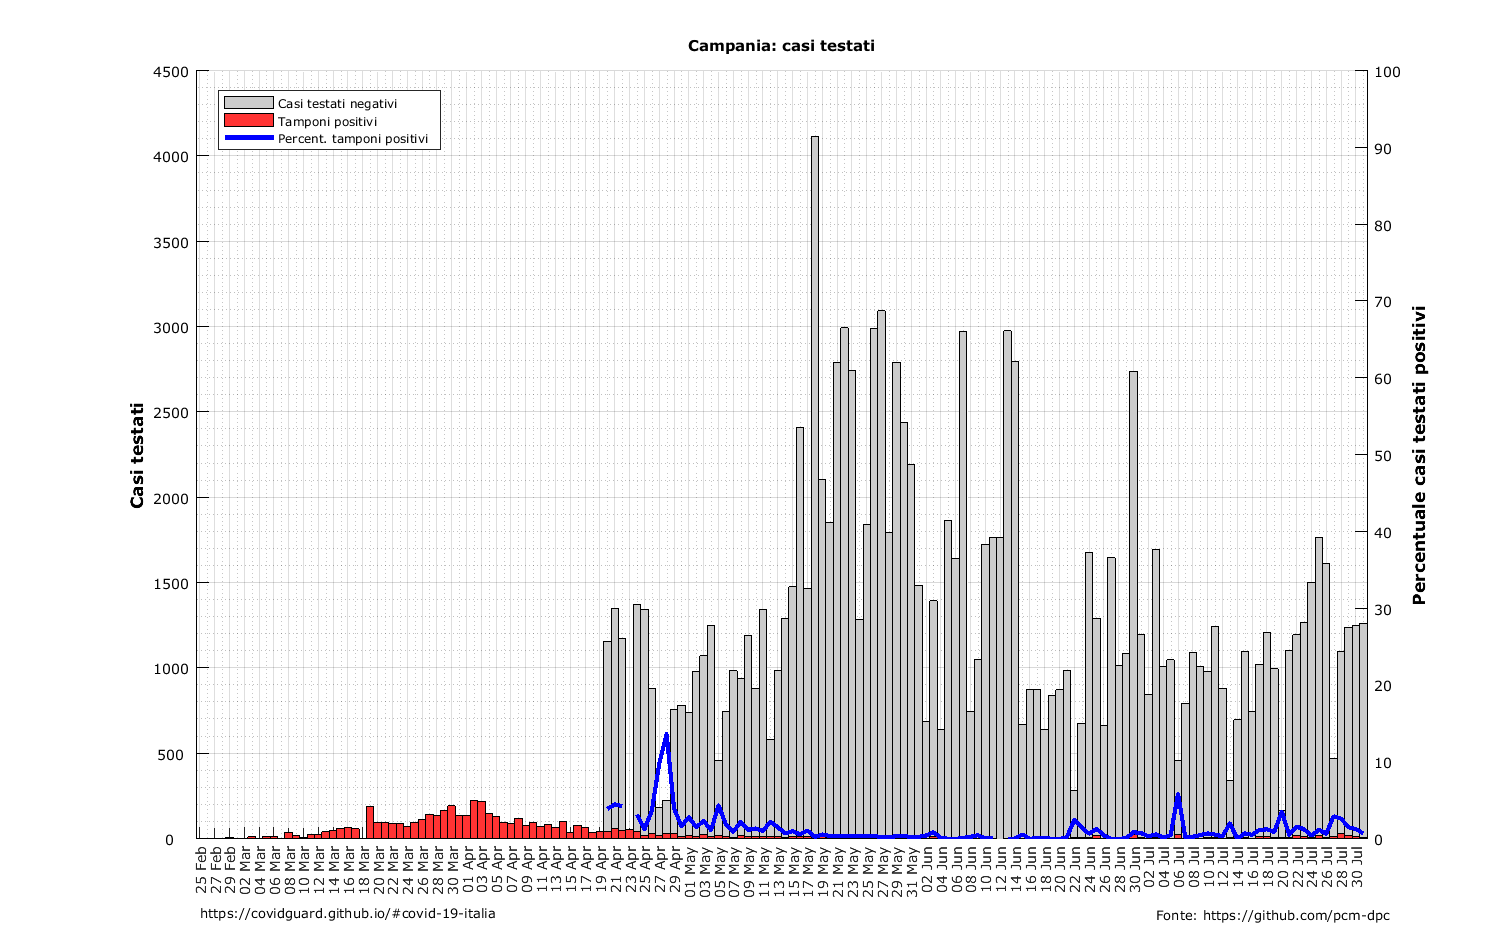 Campania: casi testati
Casi testati negativi
Tamponi positivi
Percent. tamponi positivi
4500
4000
3500
3000
2500
2000
1500
1000
500
0
Casi testati
100
90
80
70
60
50
40
30
20
10
0
Percentuale casi testati positivi
25 Feb
27 Feb
29 Feb
02 Mar
04 Mar
06 Mar
08 Mar
10 Mar
12 Mar
14 Mar
16 Mar
18 Mar
20 Mar
22 Mar
24 Mar
26 Mar
28 Mar
30 Mar
01 Apr
03 Apr
05 Apr
07 Apr
09 Apr
11 Apr
13 Apr
15 Apr
17 Apr
19 Apr
21 Apr
23 Apr
25 Apr
27 Apr
29 Apr
01 May
03 May
05 May
07 May
09 May
11 May
13 May
15 May
17 May
19 May
21 May
23 May
25 May
27 May
29 May
31 May
02 Jun
04 Jun
06 Jun
08 Jun
10 Jun
12 Jun
14 Jun
16 Jun
18 Jun
20 Jun
22 Jun
24 Jun
26 Jun
28 Jun
30 Jun
02 Jul
04 Jul
06 Jul
08 Jul
10 Jul
12 Jul
14 Jul
16 Jul
18 Jul
20 Jul
22 Jul
24 Jul
26 Jul
28 Jul
30 Jul
https://covidguard.github.io/#covid-19-italia
Fonte: https://github.com/pcm-dpc